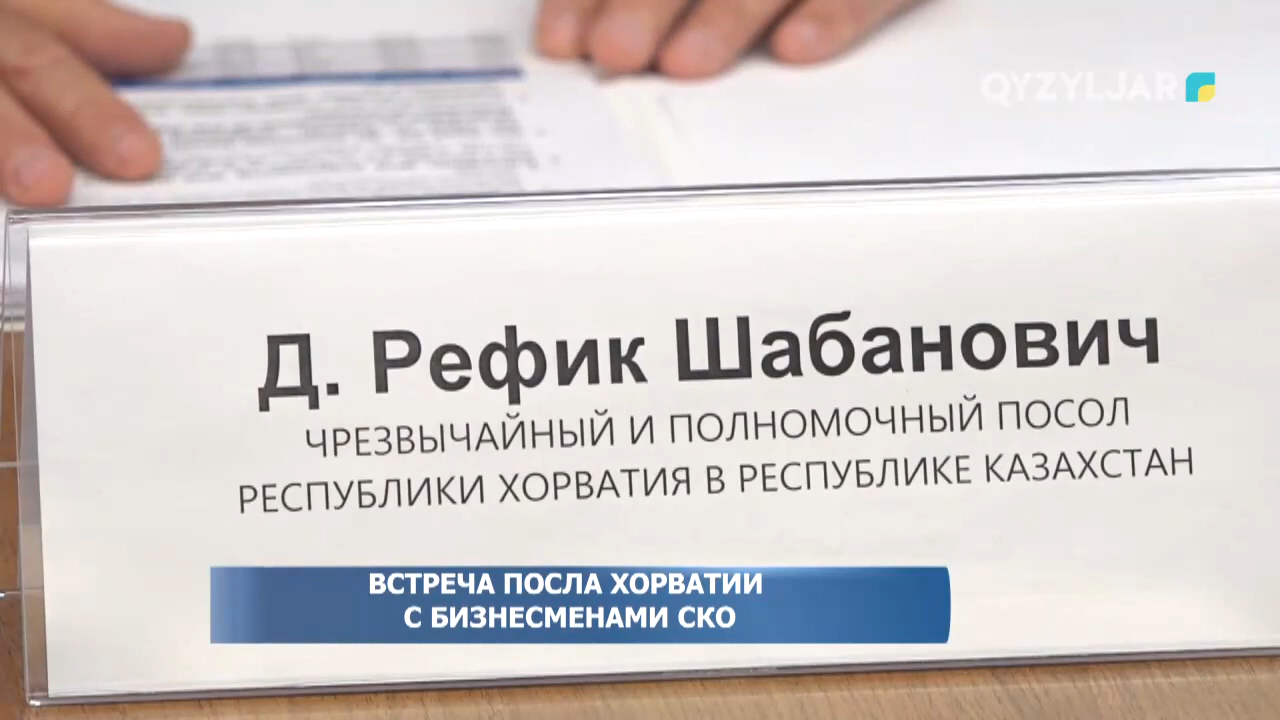 QYZYLJAR
Д. Рефик Шабанович
ЧРЕЗВЫЧАЙНЫЙ И ПОЛНОМОЧНЫЙ ПОСОЛ
РЕСПУБЛИКИ ХОРВАТИЯ В РЕСПУБЛИКЕ КАЗАХСТАН
ВСТРЕЧА ПОСЛА ХОРВАТИИ
С БИЗНЕСМЕНАМИ СКО